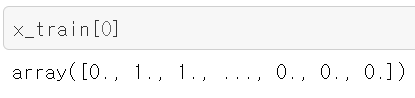 x_train[0]
array([0., 1., 1., ..., 0., 0., 0.])